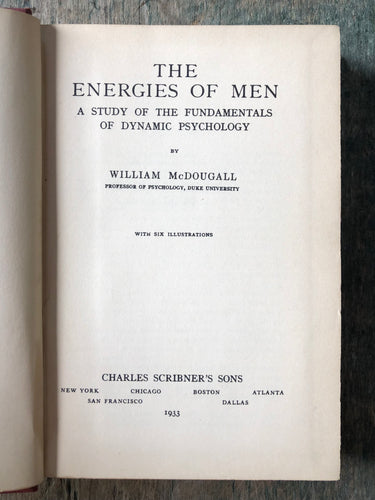 THE
ENERGIES OF MEN
A STUDY OF THE FUNDAMENTALS
OF DYNAMIC PSYCHOLOGY
BY
WILLIAM McDOUGALL
PROFESSOR OF PSYCHOLOGY, DUKE UNIVERSITY
WITH SIX ILLUSTRATIONS
CHARLES SCRIBNER'S SONS
NEW YORK CHICAGO BOSTON ATLANTA
SAN FRANCISCO DALLAS
1933